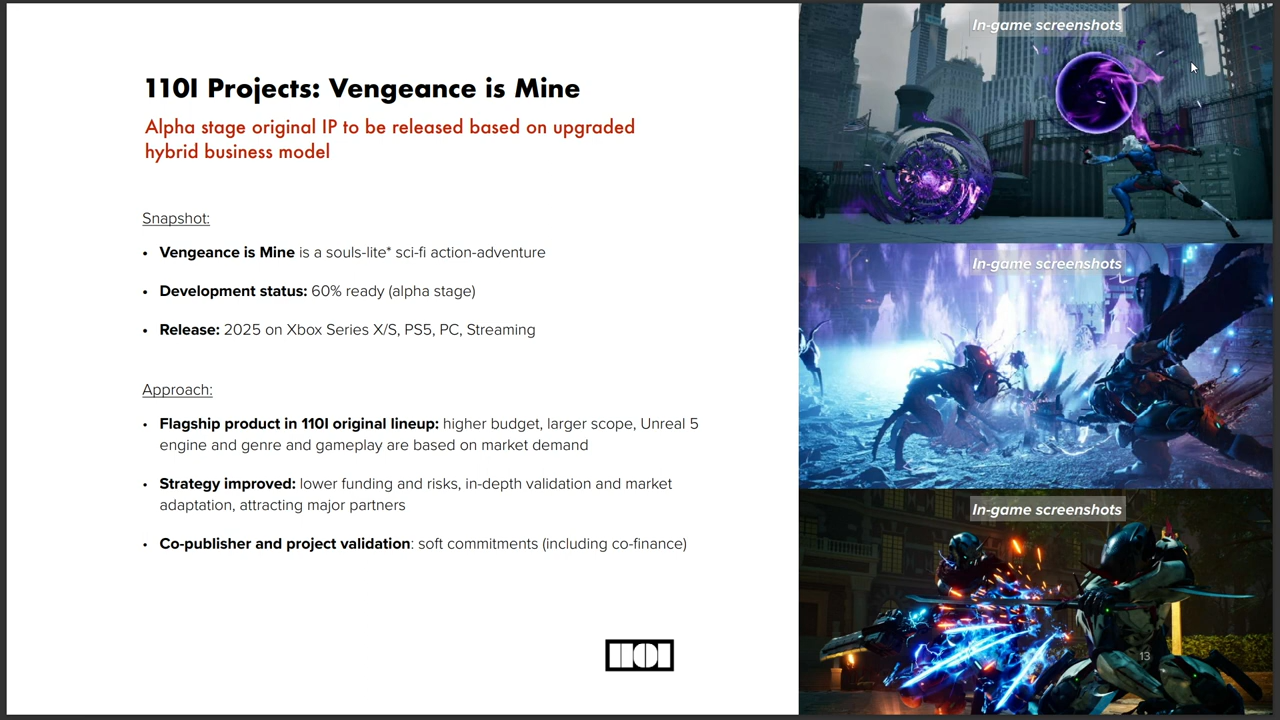 110I Projects: Vengeance is Mine
Alpha stage original IP to be released based on upgraded
hybrid business model
Snapshot:
• Vengeance is Mine is a souls-lite* sci-fi action-adventure
• Development status: 60% ready (alpha stage)
• Release: 2025 on Xbox Series X/S, PS5, PC, Streaming
Approach:
• Flagship product in 110I original lineup: higher budget, larger scope, Unreal 5
engine and genre and gameplay are based on market demand
• Strategy improved: lower funding and risks, in-depth validation and market
adaptation, attracting major partners
• Co-publisher and project validation: soft commitments (including co-finance)
110I
In-game screenshots
In-game screenshots
In-game screenshots
13